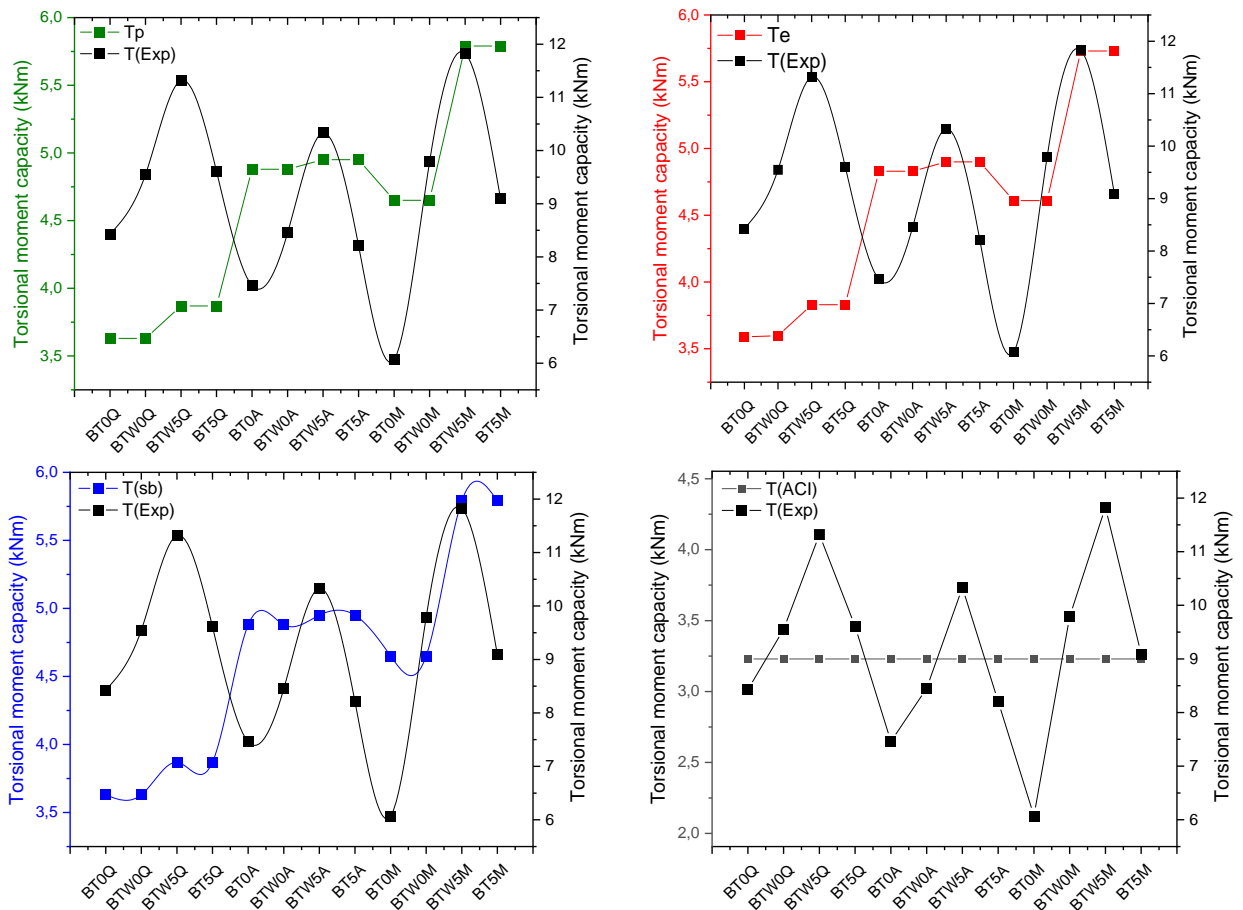 Tp
T(Exp)
Torsional moment capacity (kNm)
6,0
5,5
5,0
4,5
4,0
3,5
12
11
10
9
8
7
6
Torsional moment capacity (kNm)
BT0Q
BTW0Q
BTW5Q
BT5Q
BT0A
BTW0A
BTW5A
BT5A
BT0M
BTW0M
BTW5M
BT5M
Te
T(Exp)
Torsional moment capacity (kNm)
6,0
5,5
5,0
4,5
4,0
3,5
12
11
10
9
8
7
6
Torsional moment capacity (kNm)
BT0Q
BTW0Q
BTW5Q
BT5Q
BT0A
BTW0A
BTW5A
BT5A
BT0M
BTW0M
BTW5M
BT5M
T(sb)
T(Exp)
Torsional moment capacity (kNm)
6,0
5,5
5,0
4,5
4,0
3,5
12
11
10
9
8
7
6
Torsional moment capacity (kNm)
BT0Q
BTW0Q
BTW5Q
BT5Q
BT0A
BTW0A
BTW5A
BT5A
BT0M
BTW0M
BTW5M
BT5M
T(ACI)
T(Exp)
Torsional moment capacity (kNm)
4,5
4,0
3,5
3,0
2,5
2,0
12
11
10
9
8
7
6
Torsional moment capacity (kNm)
BT0Q
BTW0Q
BTW5Q
BT5Q
BT0A
BTW0A
BTW5A
BT5A
BT0M
BTW0M
BTW5M
BT5M